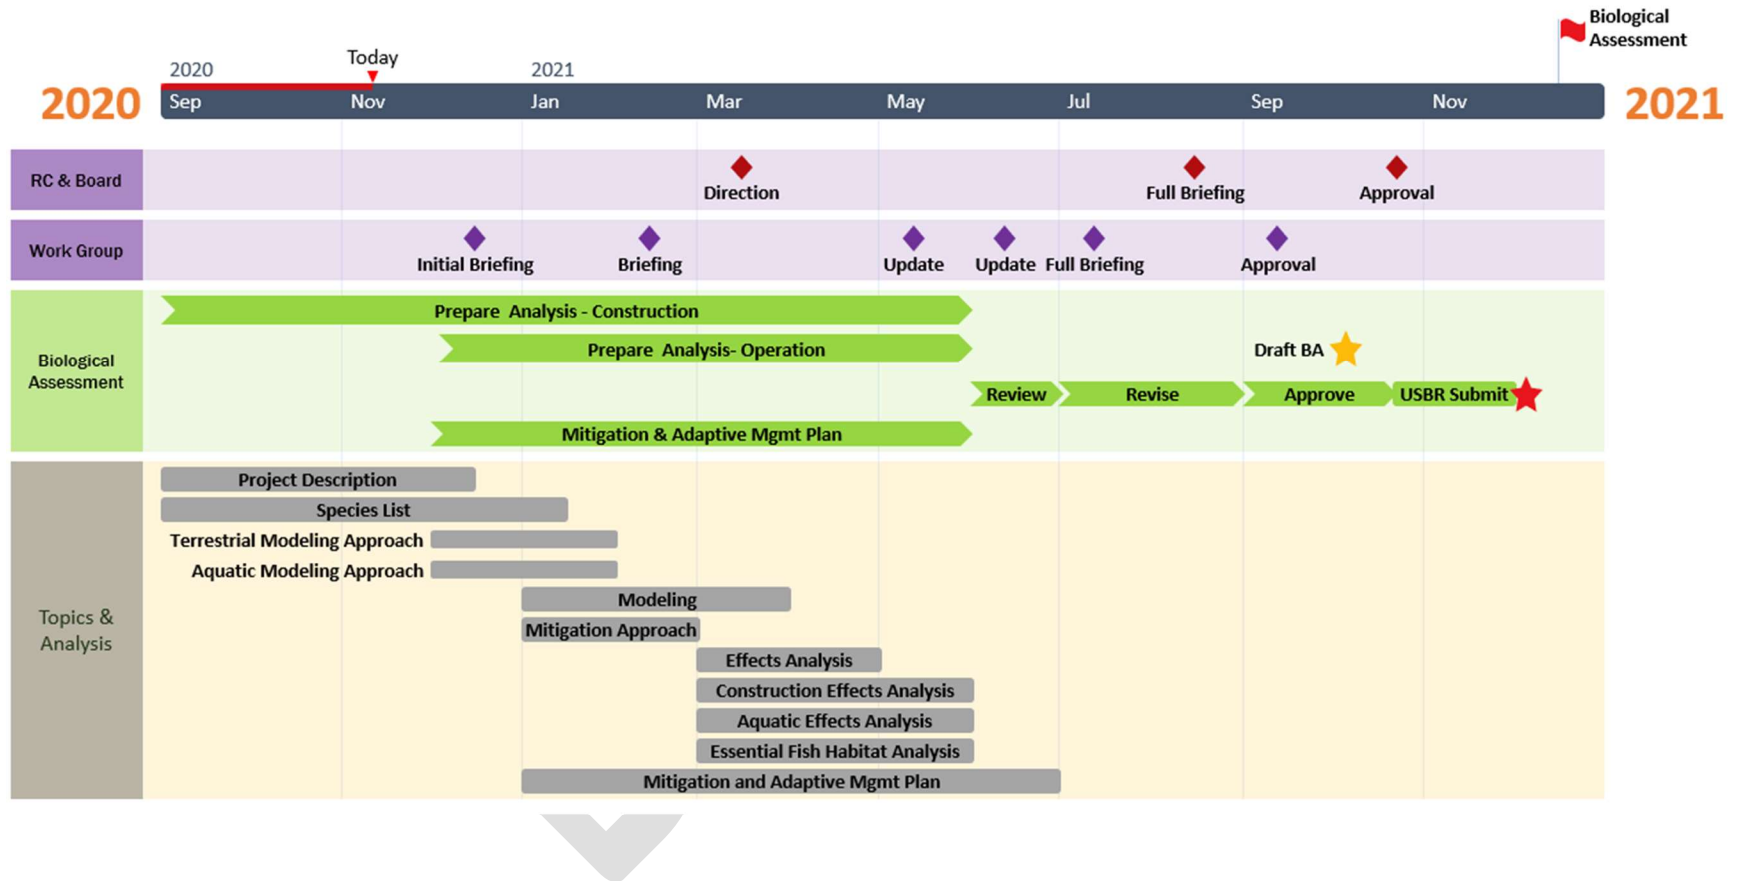 Biological
Assessment
Today
2020
2021
2020
Sep
Nov
Jan
Mar
May
Jul
Sep
Nov
2021
RC & Board
Direction
Full Briefing
Approval
Work Group
Initial Briefing
Briefing
Update
Update
Full Briefing
Approval
Biological
Assessment
Prepare Analysis - Construction
Prepare Analysis- Operation
Draft BA
Review
Revise
Approve
USBR Submit
Mitigation & Adaptive Mgmt Plan
Topics &
Analysis
Project Description
Species List
Terrestrial Modeling Approach
Aquatic Modeling Approach
Modeling
Mitigation Approach
Effects Analysis
Construction Effects Analysis
Aquatic Effects Analysis
Essential Fish Habitat Analysis
Mitigation and Adaptive Mgmt Plan